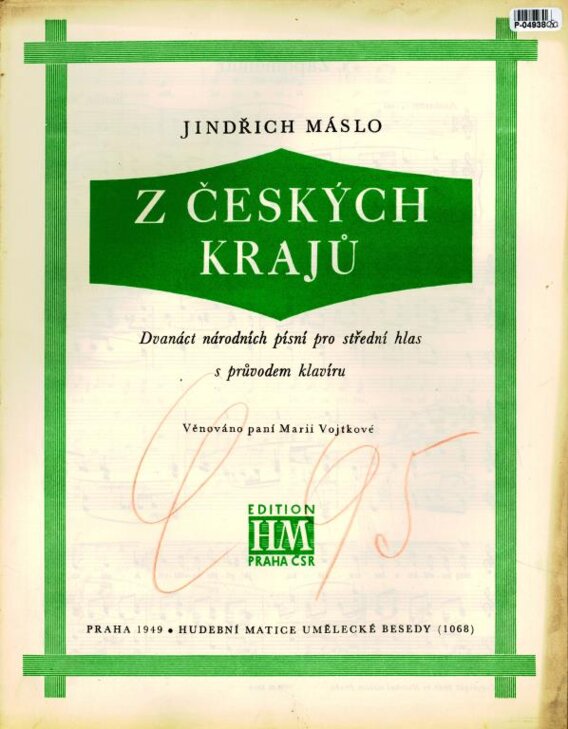 P-04938
JINDŘICH MÁSLO
Z ČESKÝCH
KRAJŮ
Dvanáct národních písní pro střední hlas
s průvodem klavíru
Věnováno paní Marii Vojtkové
EDITION
HM
PRAHA ČSR
PRAHA 1949 • HUDEBNÍ MATICE UMĚLECKÉ BESEDY (1068)